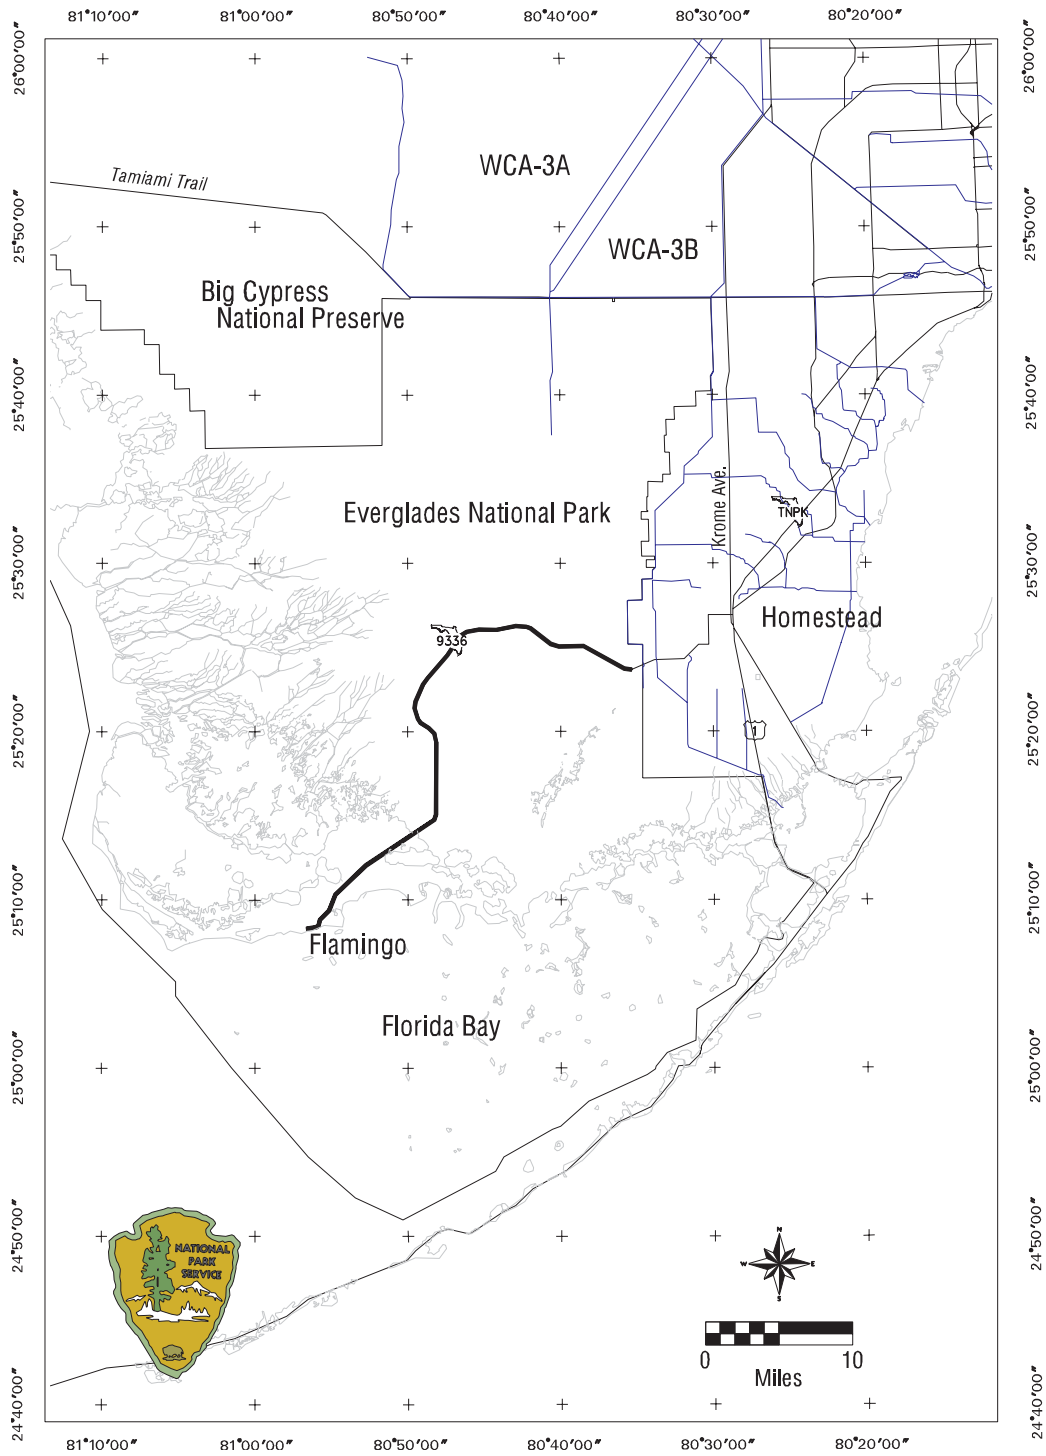 81°10'00" 81°00'00" 80°50'00" 80°40'00" 80°30'00" 80°20'00"
26°00'00" 26°00'00"
WCA-3A
Tamiami Trail
25°50'00" 25°50'00"
WCA-3B
Big Cypress
National Preserve
25°40'00" 25°40'00"
Krome Ave.
Everglades National Park
TNPK
25°30'00" 25°30'00"
Homestead
9336
25°20'00" 25°20'00"
1
25°10'00" 25°10'00"
Flamingo
Florida Bay
25°00'00" 25°00'00"
24°50'00" 24°50'00"
NATIONAL
PARK
SERVICE
N
W E
S
0 10
Miles
24°40'00" 24°40'00"
81°10'00" 81°00'00" 80°50'00" 80°40'00" 80°30'00" 80°20'00"